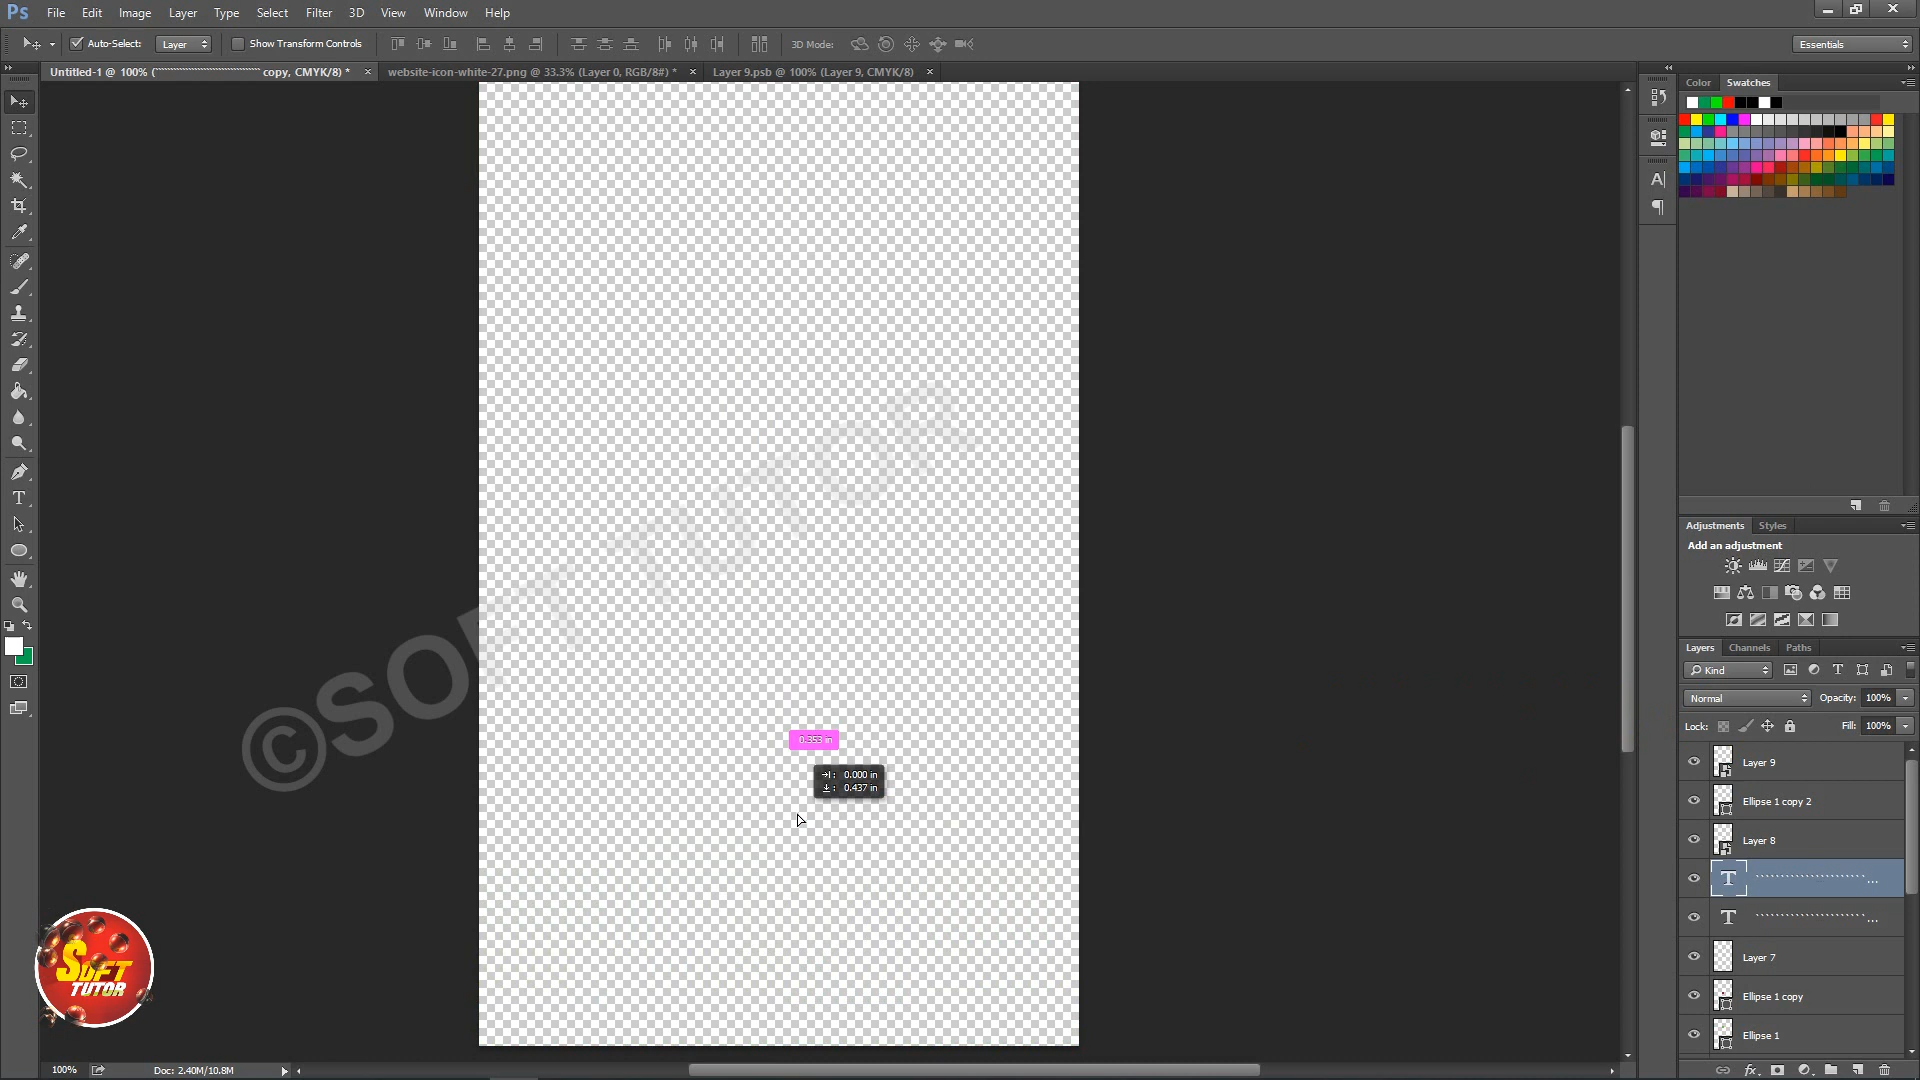 Ps File Edit Image Layer Type Select Filter 3D View Window Help
Auto-Select: Layer Show Transform Controls 3D Mode: Essentials
Untitled-1 @ 100% (`````````````````````````````` copy, CMYK/8) * × website-icon-white-27.png @ 33.3% (Layer 0, RGB/8#) * × Layer 9.psb @ 100% (Layer 9, CMYK/8) ×
Color Swatches
©SOFT TUTOR
0.353 in
0.000 in
0.437 in
SOFT
TUTOR
Adjustments Styles
Add an adjustment
Layers Channels Paths
Kind
Normal Opacity: 100%
Lock: Fill: 100%
Layer 9
Ellipse 1 copy 2
Layer 8
T `````````````````````...
T `````````````````````...
Layer 7
Ellipse 1 copy
Ellipse 1
100% Doc: 2.40M/10.8M